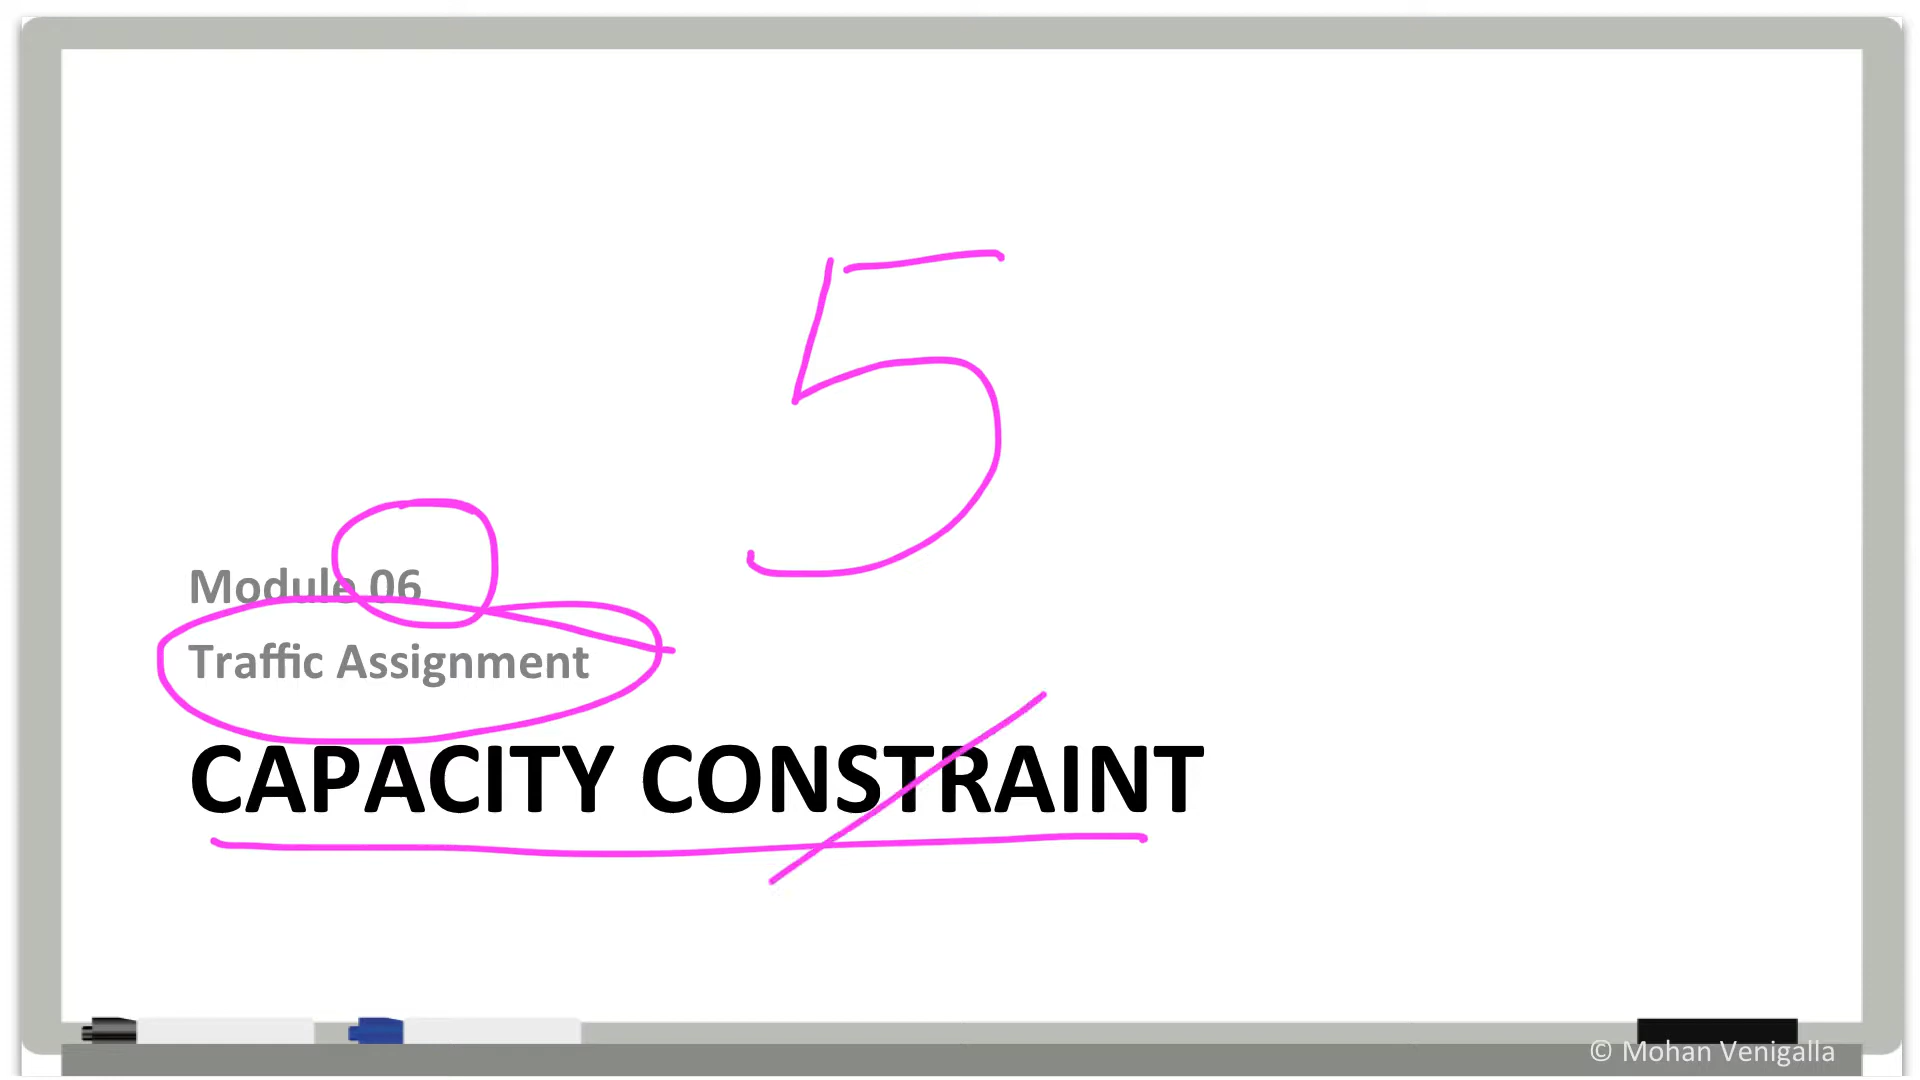 5
Module 06
Traffic Assignment
CAPACITY CONSTRAINT
© Mohan Venigalla